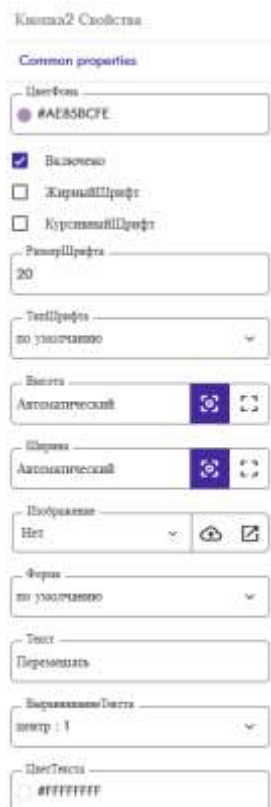 Кнопка2 Свойства
Common properties
ЦветФона
#AE85BCFE
Включено
ЖирныйШрифт
КурсивныйШрифт
РазмерШрифта
20
ТипШрифта
по умолчанию
Высота
Автоматический
Ширина
Автоматический
Изображение
Нет
Форма
по умолчанию
Текст
Перемешать
ВыравниваниеТекста
центр : 1
ЦветТекста
#FFFFFFFF